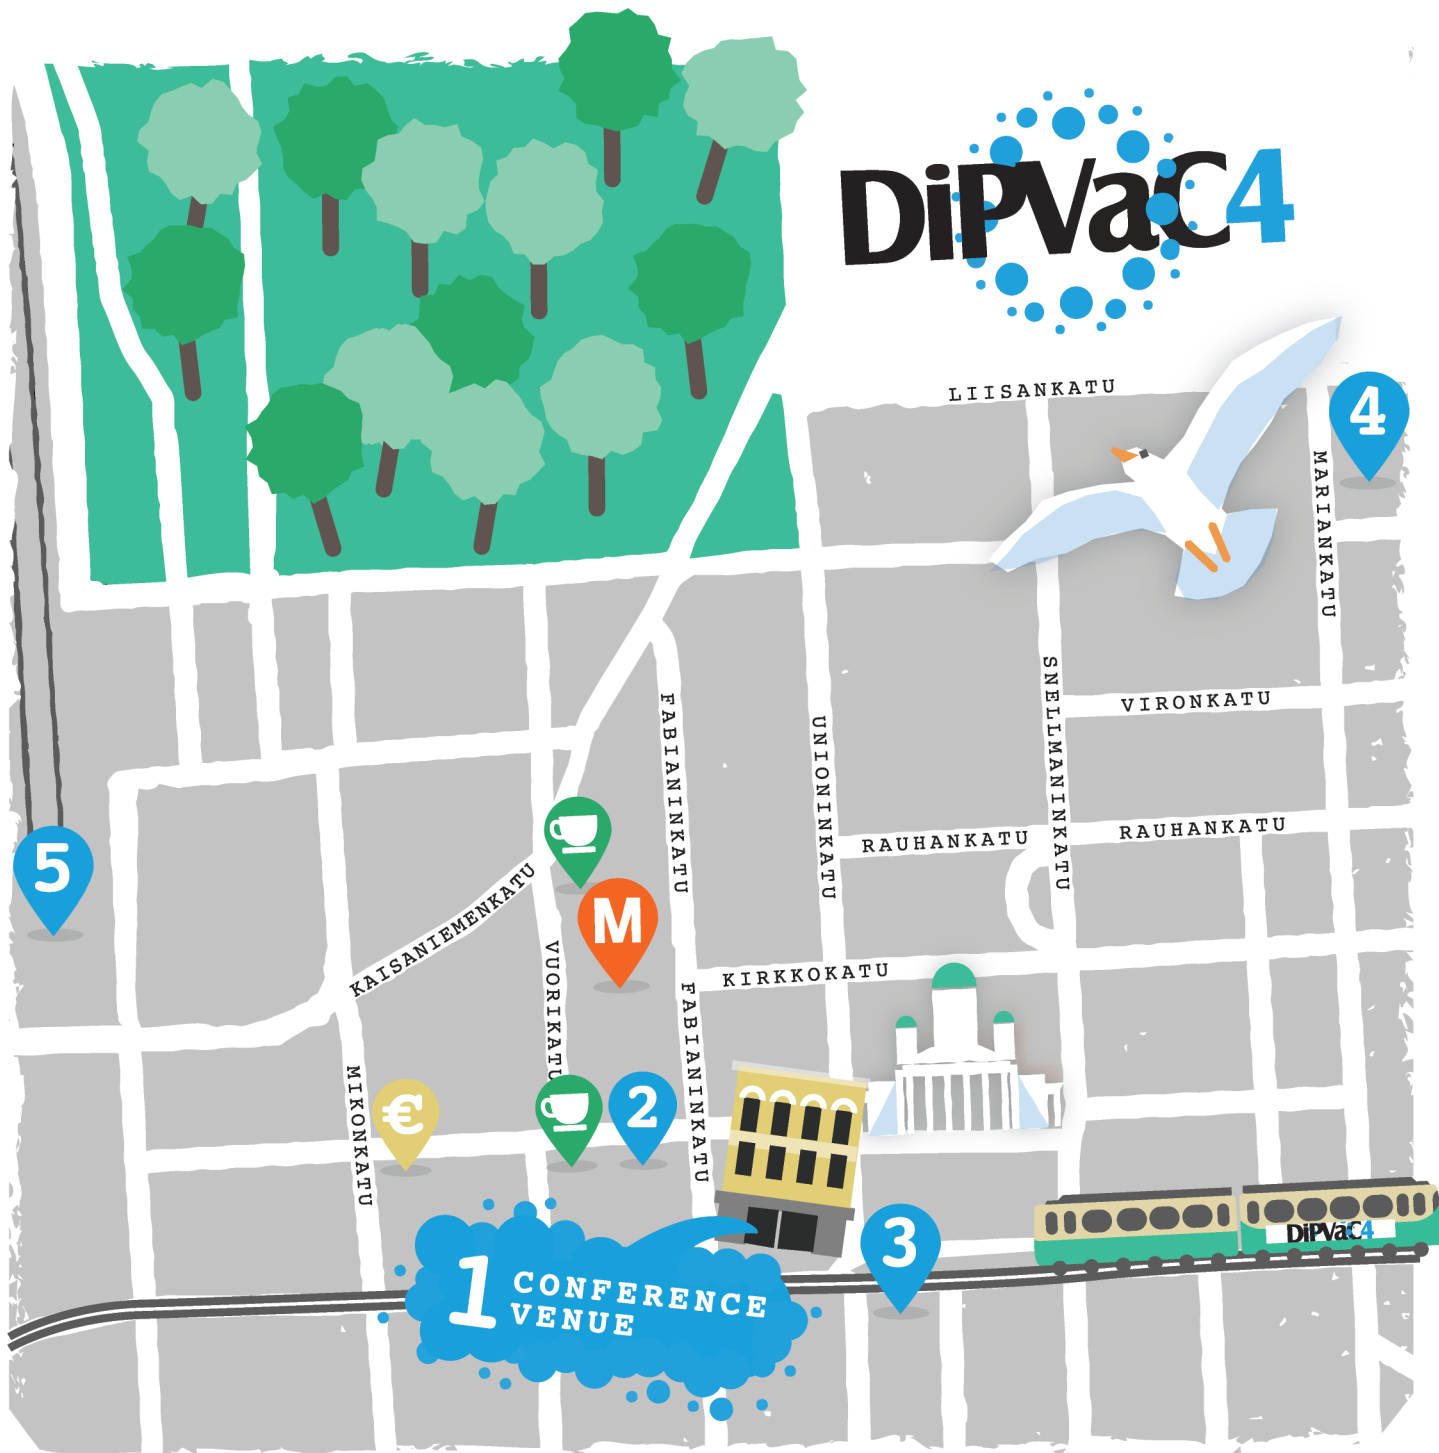 DiPVaC4
LIISANKATU
4
MARIANKATU
SNELLMANINKATU
VIRONKATU
FABIANINKATU
UNIONINKATU
RAUHANKATU
RAUHANKATU
5
KAISANIEMENKATU
M
VUORIKATU
KIRKKOKATU
FABIANINKATU
MIKONKATU
€
2
3
DiPVaC4
1 CONFERENCE
VENUE